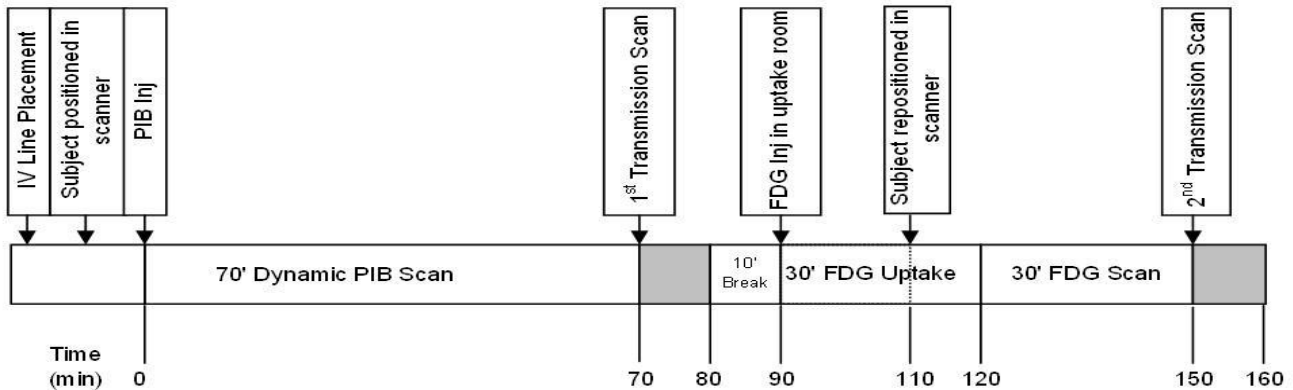 IV Line Placement
Subject positioned in
scanner
PIB Inj
1st Transmission Scan
FDG Inj in uptake room
Subject repositioned in
scanner
2nd Transmission Scan
70' Dynamic PIB Scan
10'
Break
30' FDG Uptake
30' FDG Scan
Time
(min) 0 70 80 90 110 120 150 160